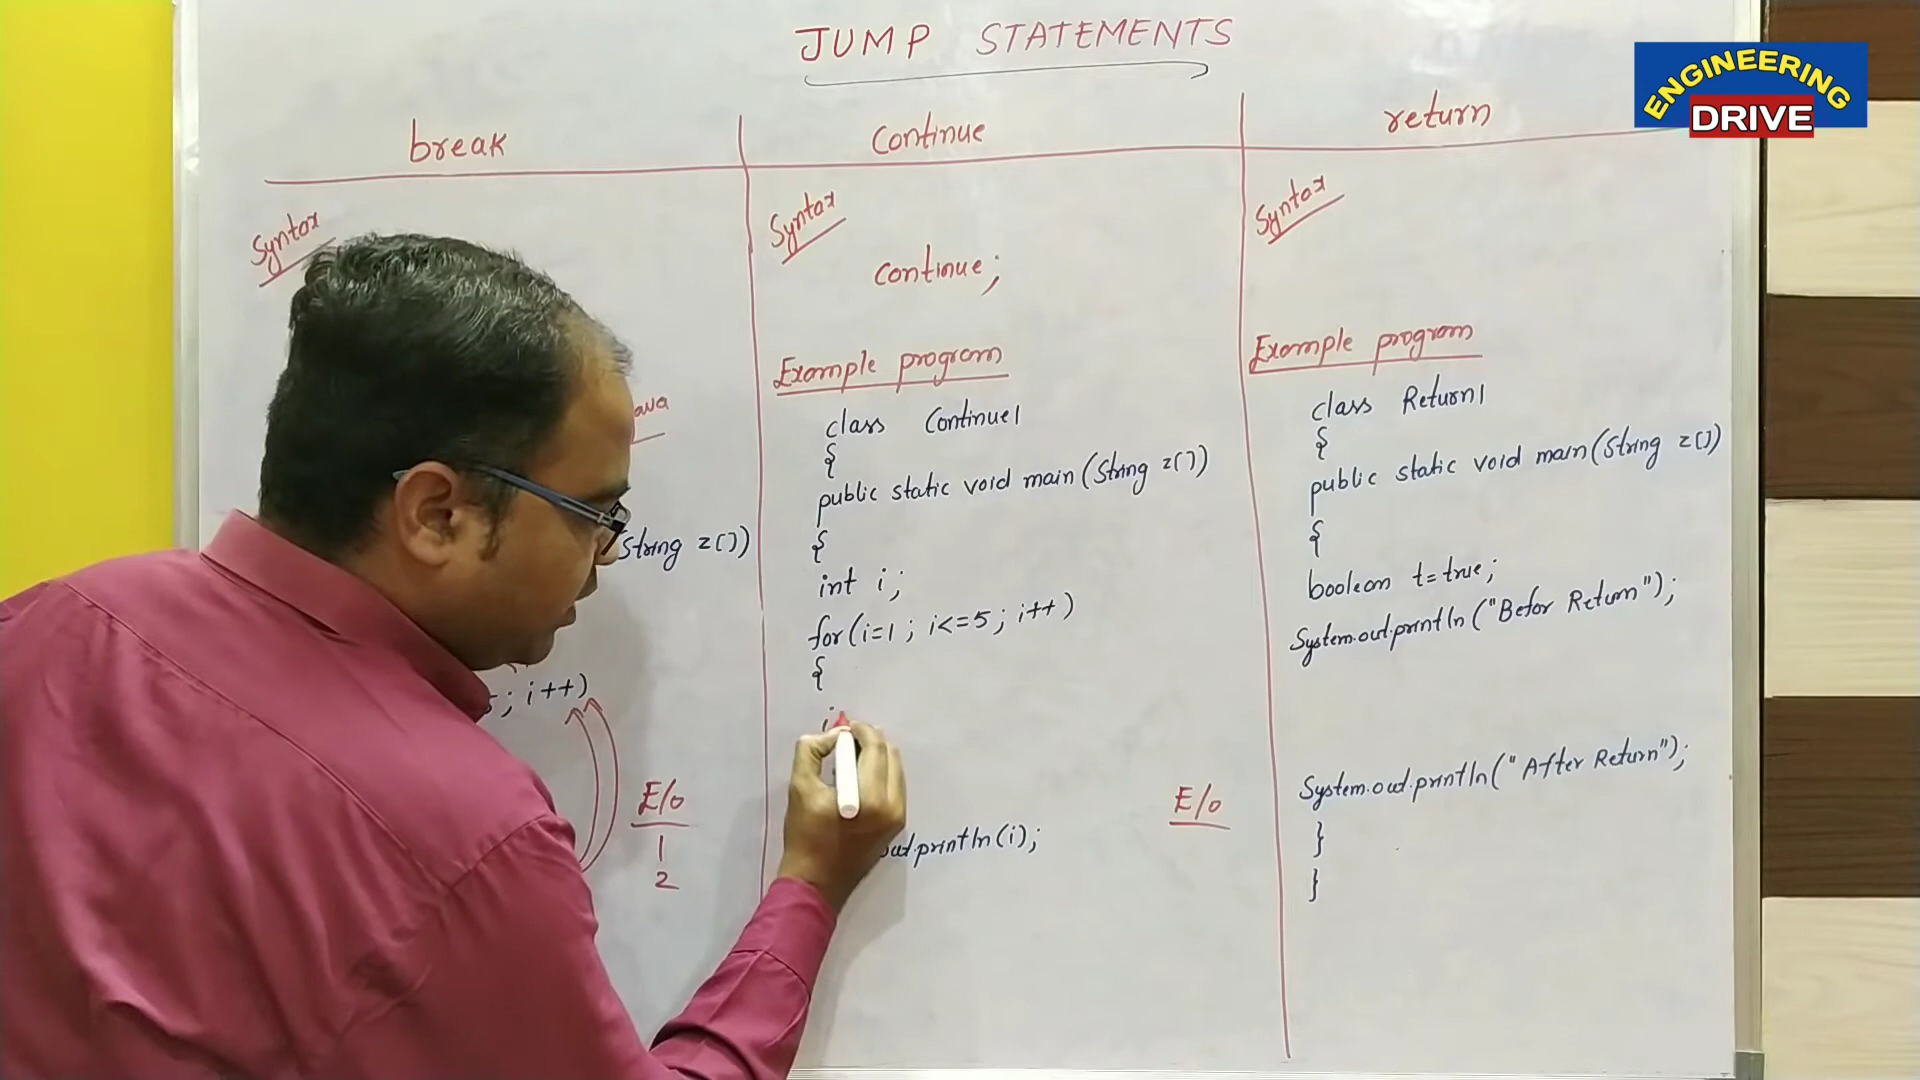 JUMP STATEMENTS
ENGINEERING
DRIVE
break
Continue
return
Syntax
Syntax
Continue;
Syntax
ava
String z[])
5; i++)
E/o
1
2
Example program
class Continue1
{
public static void main (String z[])
{
int i;
for(i=1; i<=5; i++)
{
i
out.println(i);
E/o
Example program
class Return1
{
public static void main (String z[])
{
boolean t=true;
System.out.println("Befor Return");
System.out.println("After Return");
}
}